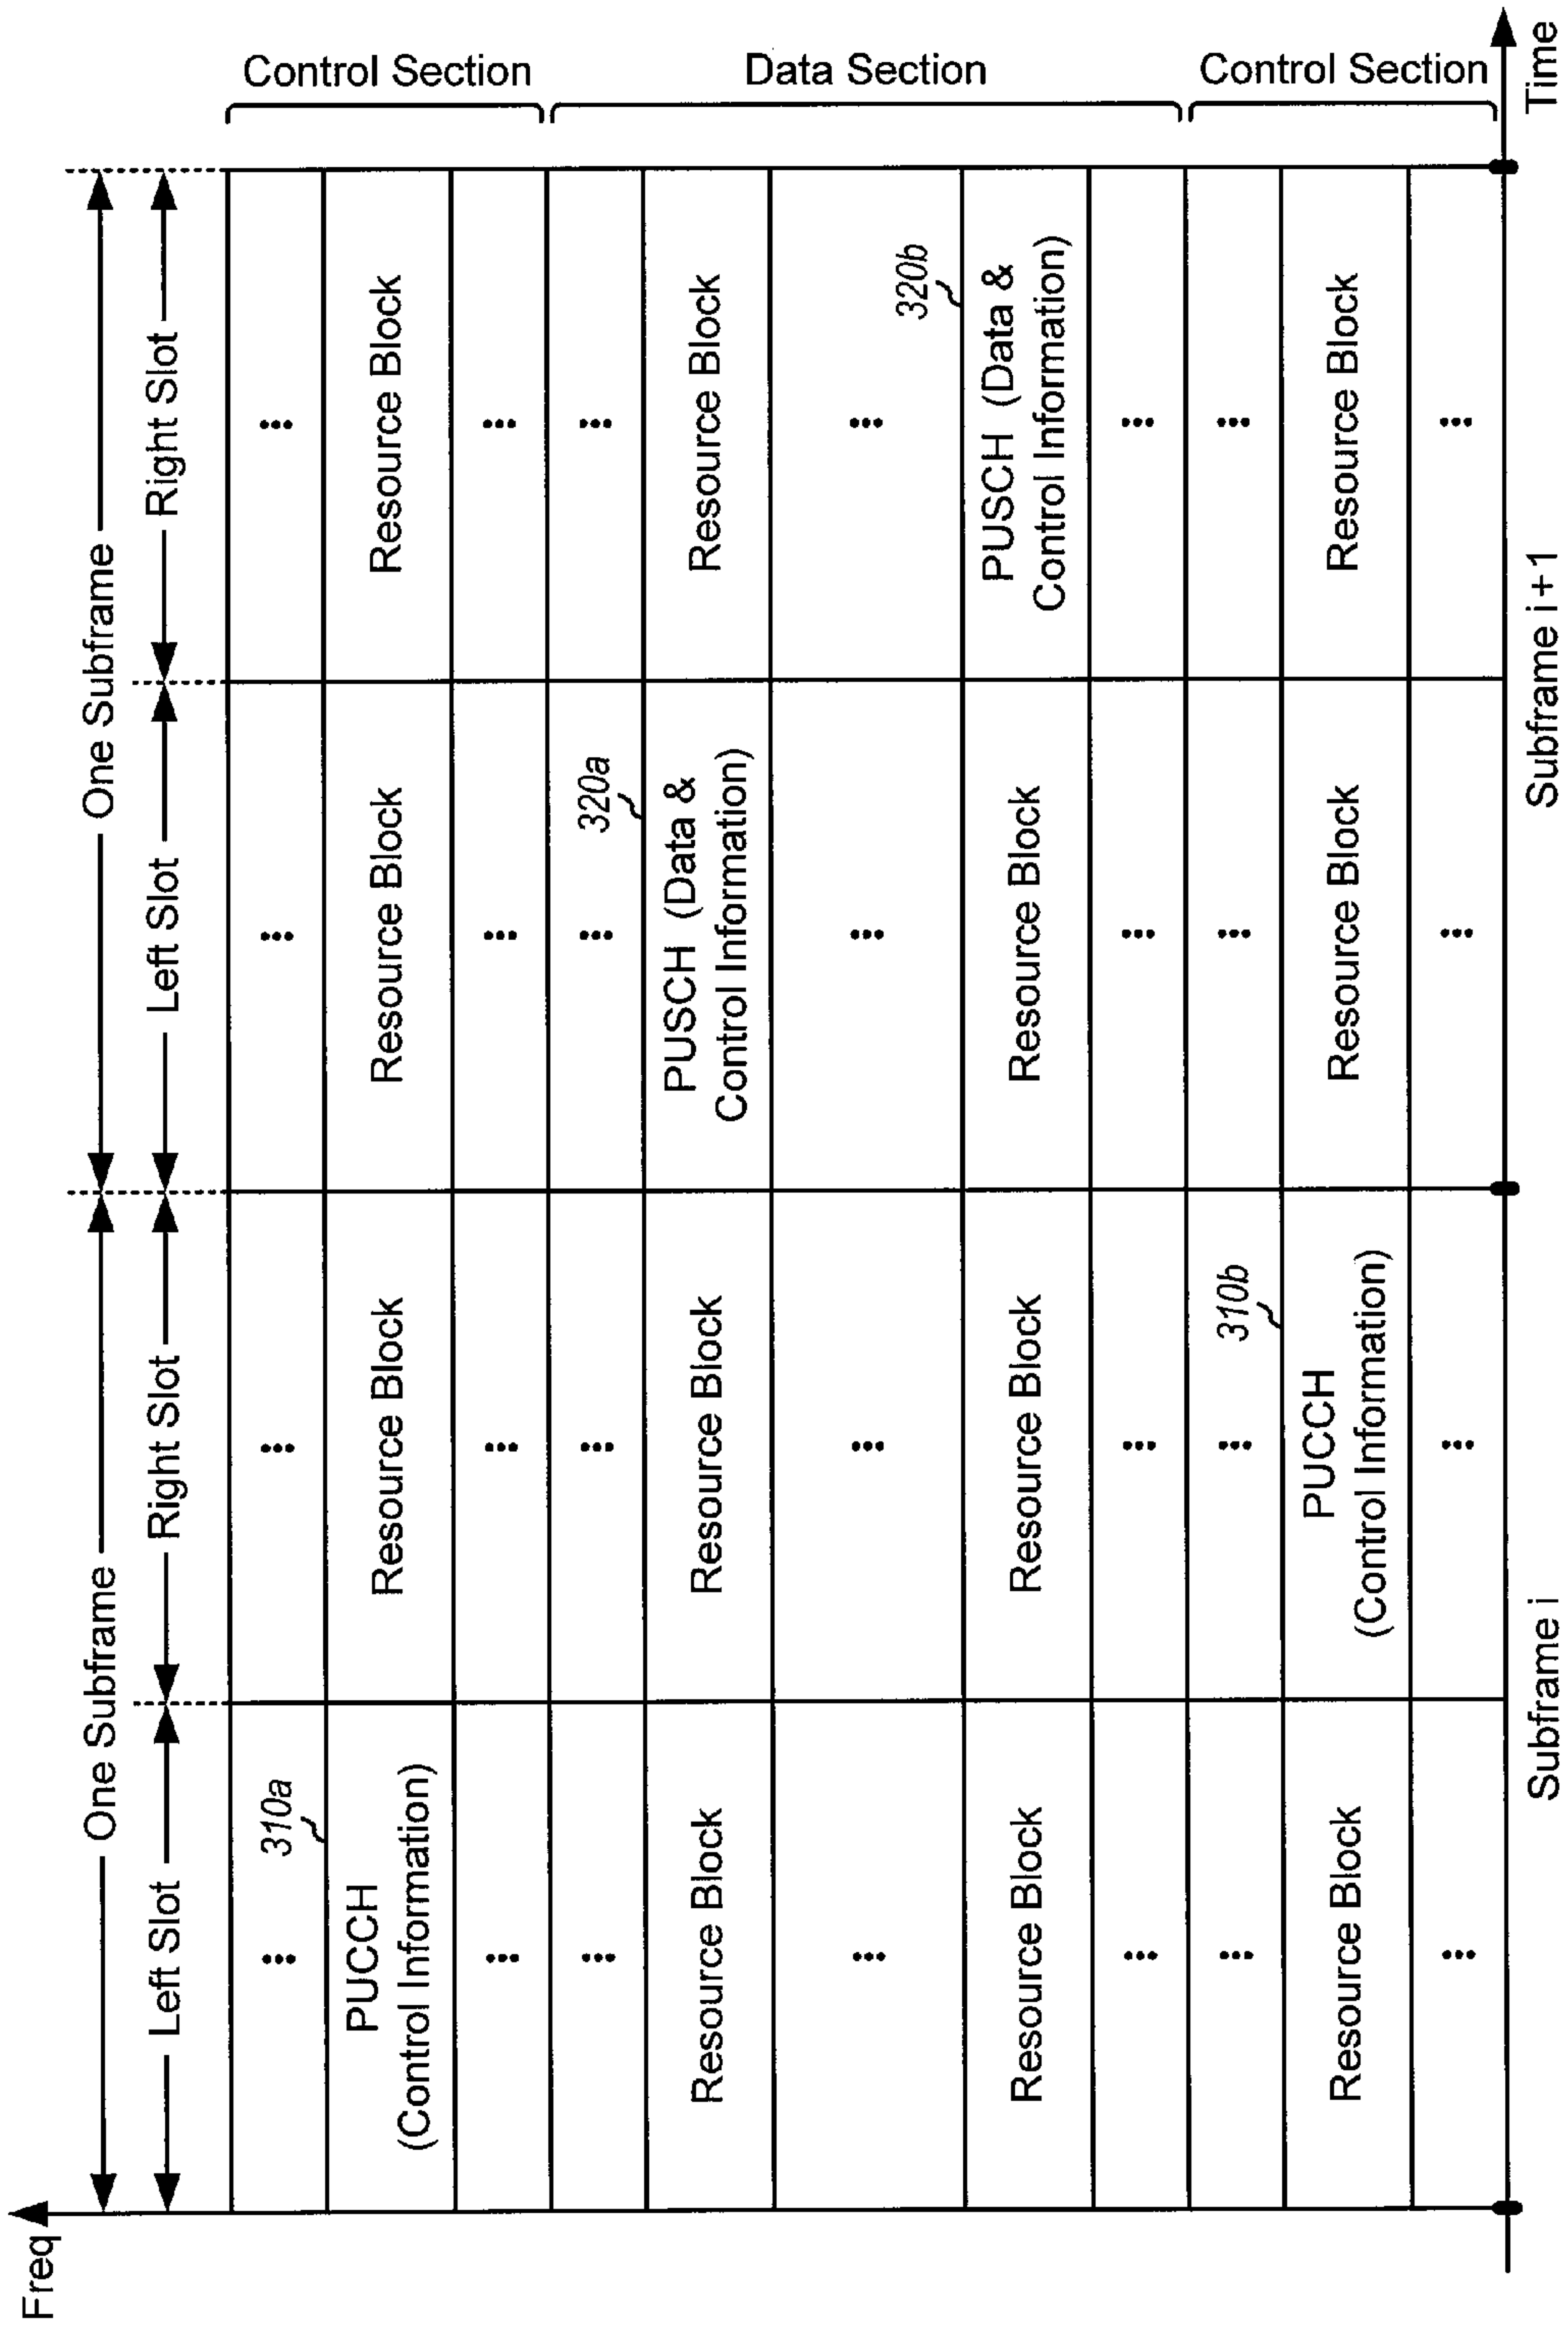 Freq
One Subframe
One Subframe
Left Slot
Right Slot
Left Slot
Right Slot
310a
PUCCH
(Control Information)
Resource Block
Resource Block
Resource Block
Control Section
Resource Block
Resource Block
320a
PUSCH (Data &
Control Information)
Resource Block
Data Section
Resource Block
Resource Block
Resource Block
320b
PUSCH (Data &
Control Information)
Resource Block
310b
PUCCH
(Control Information)
Resource Block
Resource Block
Control Section
Subframe i
Subframe i + 1
Time